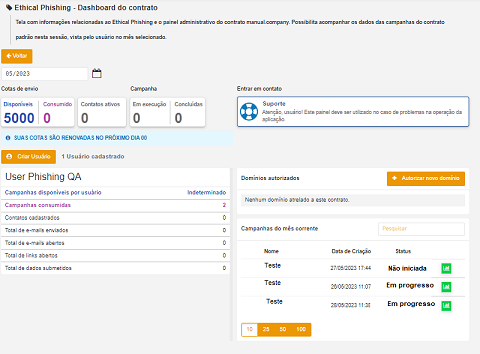 Ethical Phishing - Dashboard do contrato
Tela com informações relacionadas ao Ethical Phishing e o painel administrativo do contrato manual.company. Possibilita acompanhar os dados das campanhas do contrato
padrão nesta sessão, vista pelo usuário no mês selecionado.
Voltar
05/2023
Cotas de envio
Campanha
Entrar em contato
Disponíveis
Consumido
Contatos ativos
Em execução
Concluídas
5000
0
0
0
0
Suporte
Atenção, usuário! Este painel deve ser utilizado no caso de problemas na operação da
aplicação.
SUAS COTAS SÃO RENOVADAS NO PRÓXIMO DIA 00
Criar Usuário
1 Usuário cadastrado
User Phishing QA
Campanhas disponíveis por usuário Indeterminado
Campanhas consumidas 2
Contatos cadastrados 0
Total de e-mails enviados 0
Total de e-mails abertos 0
Total de links abertos 0
Total de dados submetidos 0
Domínios autorizados
+ Autorizar novo domínio
Nenhum domínio atrelado a este contrato.
Campanhas do mês corrente
Pesquisar
Nome Data de Criação Status
Teste 27/05/2023 17:44 Não iniciada
Teste 28/05/2023 11:07 Em progresso
Teste 28/05/2023 11:36 Em progresso
10 25 50 100